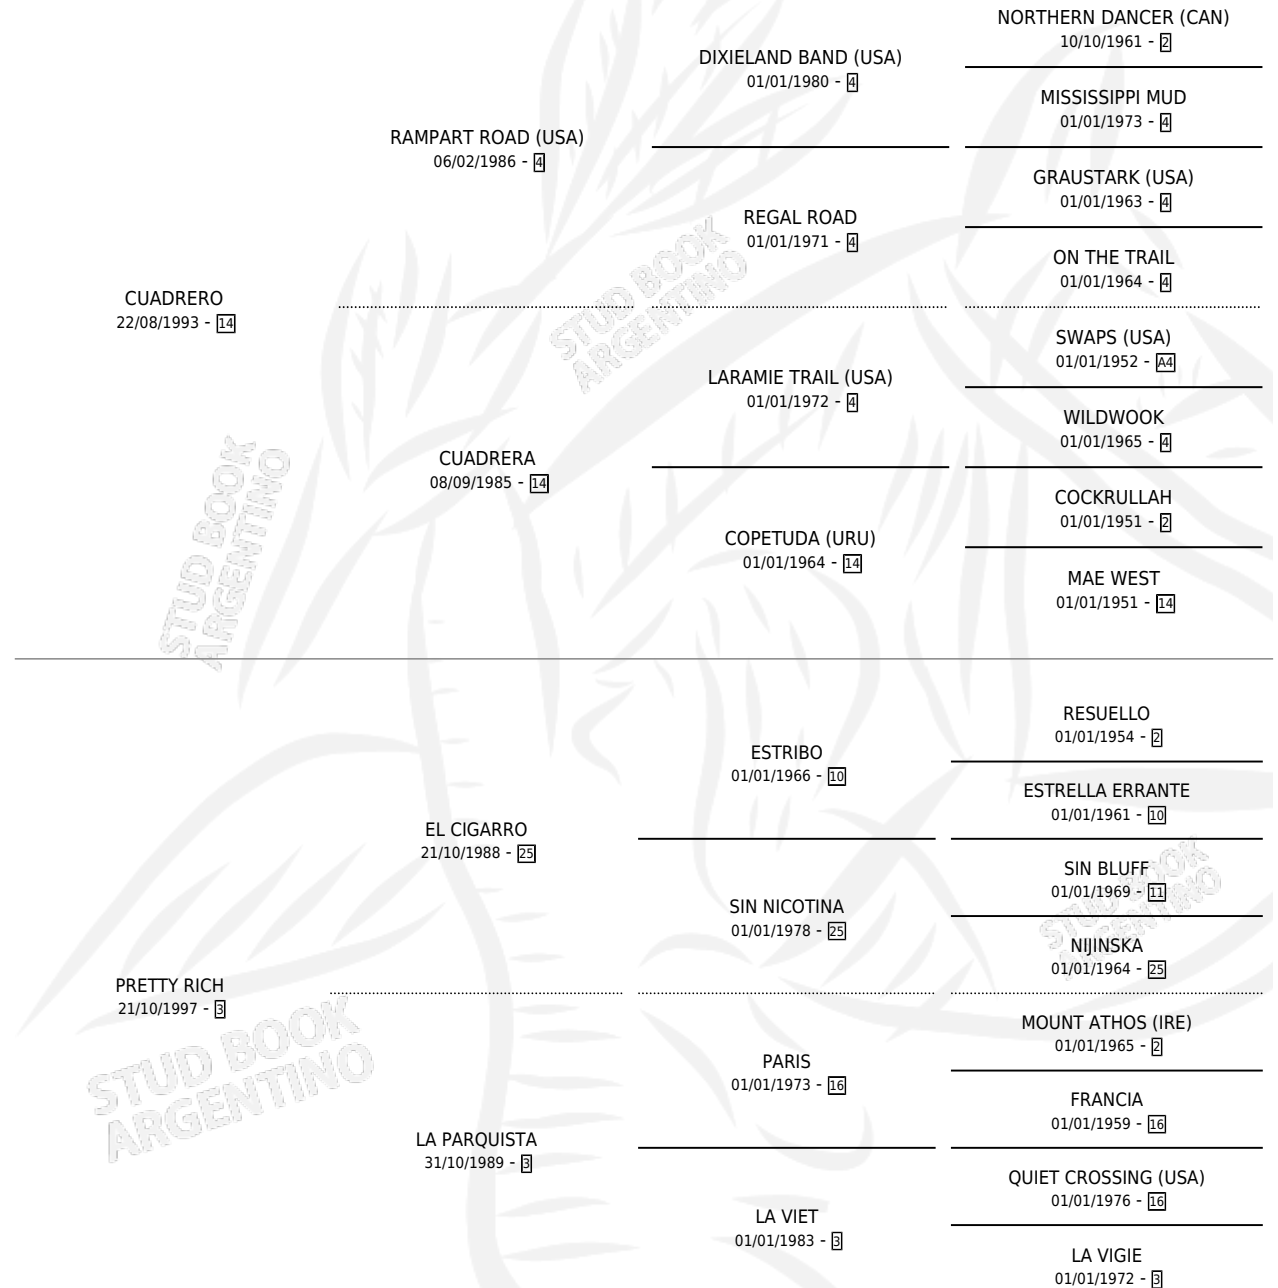 NORTHERN DANCER (CAN)
10/10/1961 - 2
DIXIELAND BAND (USA)
01/01/1980 - 4
MISSISSIPPI MUD
01/01/1973 - 4
RAMPART ROAD (USA)
06/02/1986 - 4
GRAUSTARK (USA)
01/01/1963 - 4
REGAL ROAD
01/01/1971 - 4
ON THE TRAIL
01/01/1964 - 4
CUADRERO
22/08/1993 - 14
SWAPS (USA)
01/01/1952 - A4
LARAMIE TRAIL (USA)
01/01/1972 - 4
WILDWOOK
01/01/1965 - 4
CUADRERA
08/09/1985 - 14
COCKRULLAH
01/01/1951 - 2
COPETUDA (URU)
01/01/1964 - 14
MAE WEST
01/01/1951 - 14
RESUELLO
01/01/1954 - 2
ESTRIBO
01/01/1966 - 10
ESTRELLA ERRANTE
01/01/1961 - 10
EL CIGARRO
21/10/1988 - 25
SIN BLUFF
01/01/1969 - 11
SIN NICOTINA
01/01/1978 - 25
NIJINSKA
01/01/1964 - 25
PRETTY RICH
21/10/1997 - 3
MOUNT ATHOS (IRE)
01/01/1965 - 2
PARIS
01/01/1973 - 16
FRANCIA
01/01/1959 - 16
LA PARQUISTA
31/10/1989 - 3
QUIET CROSSING (USA)
01/01/1976 - 16
LA VIET
01/01/1983 - 3
LA VIGIE
01/01/1972 - 3
STUD BOOK
ARGENTINO
STUD BOOK
ARGENTINO
STUD BOOK
ARGENTINO
STUD BOOK
ARGENTINO